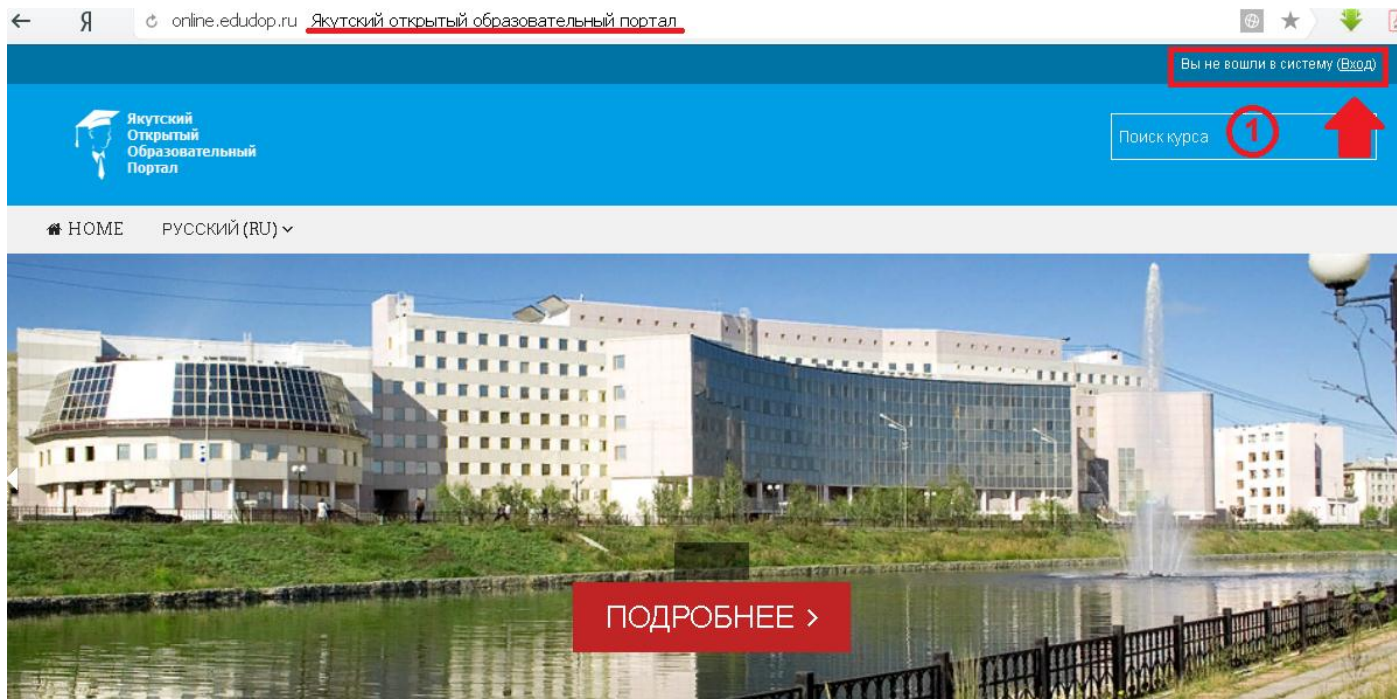 Я online.edudop.ru Якутский открытый образовательный портал
Вы не вошли в систему (Вход)
Якутский
Открытый
Образовательный
Портал
Поиск курса
1
HOME РУССКИЙ (RU)
ПОДРОБНЕЕ >